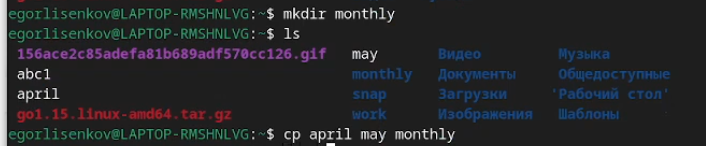 egorlisenkov@LAPTOP-RMSHNLVG:~$ mkdir monthly
egorlisenkov@LAPTOP-RMSHNLVG:~$ ls
156ace2c85adefa81b689adf570cc126.gif may Видео Музыка
abc1 monthly Документы Общедоступные
april snap Загрузки 'Рабочий стол'
go1.15.linux-amd64.tar.gz work Изображения Шаблоны
egorlisenkov@LAPTOP-RMSHNLVG:~$ cp april may monthly